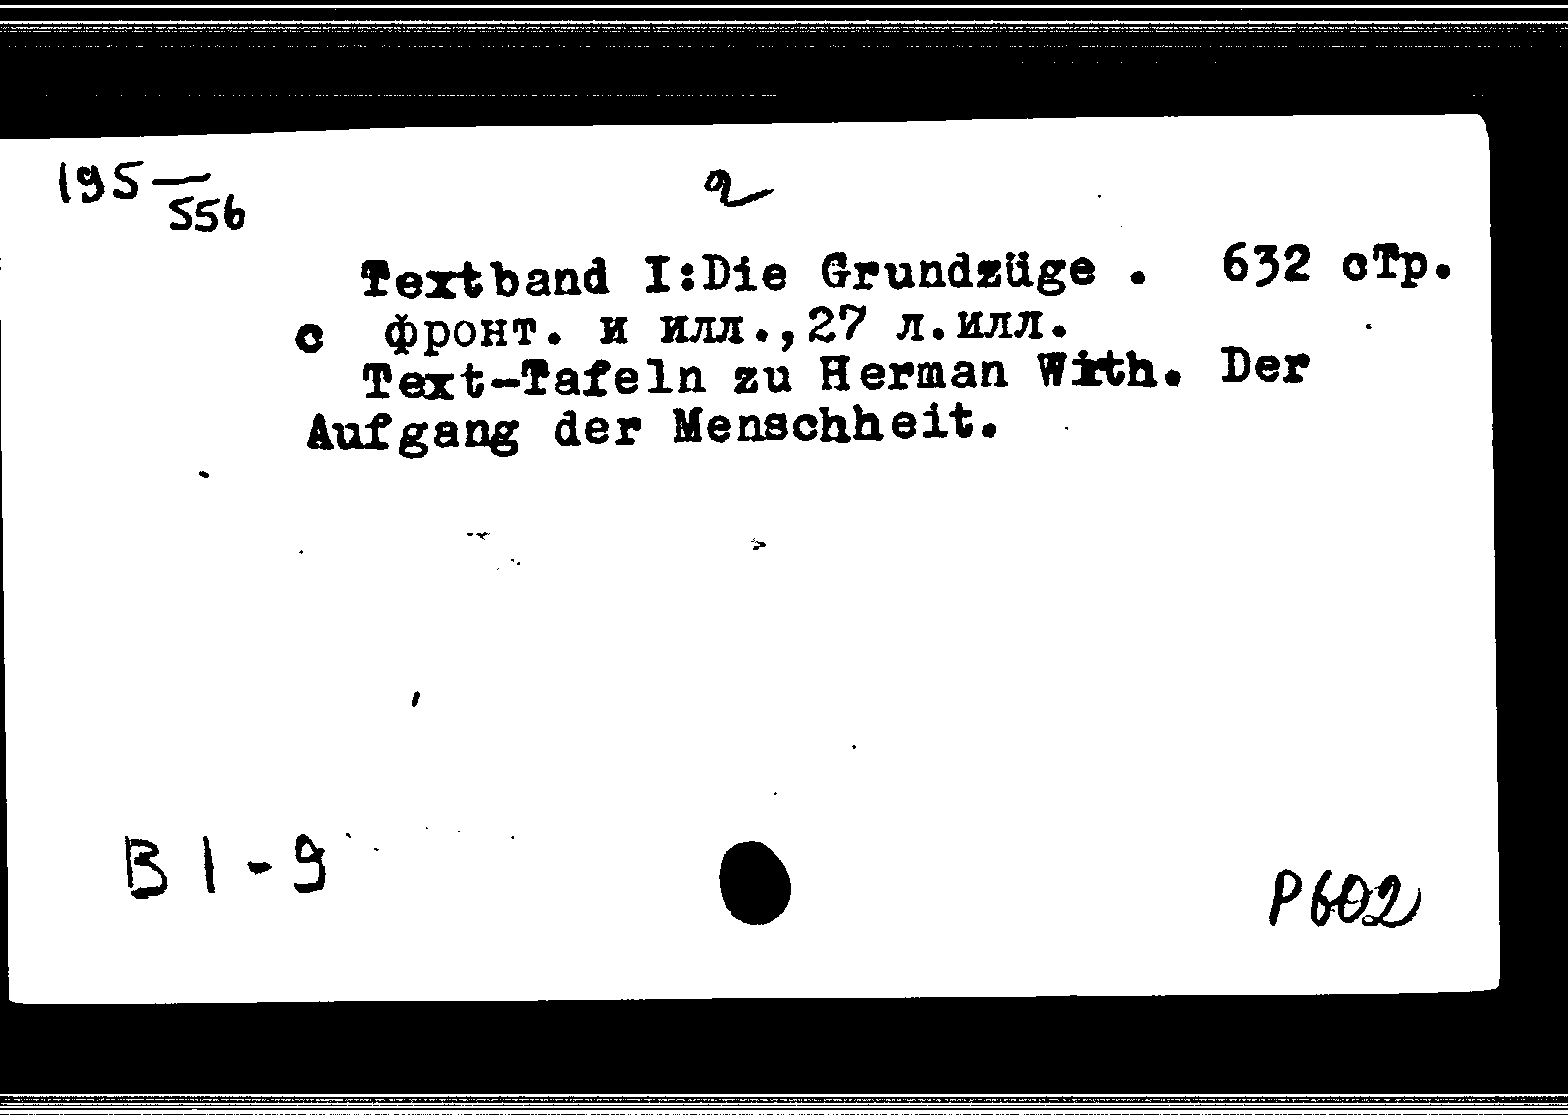 195—
556
2
Textband I:Die Grundzüge . 632 стр.
с фронт. и илл.,27 л.илл.
Text-Tafeln zu Herman Wirth. Der
Aufgang der Menschheit.
B I - 9
P602